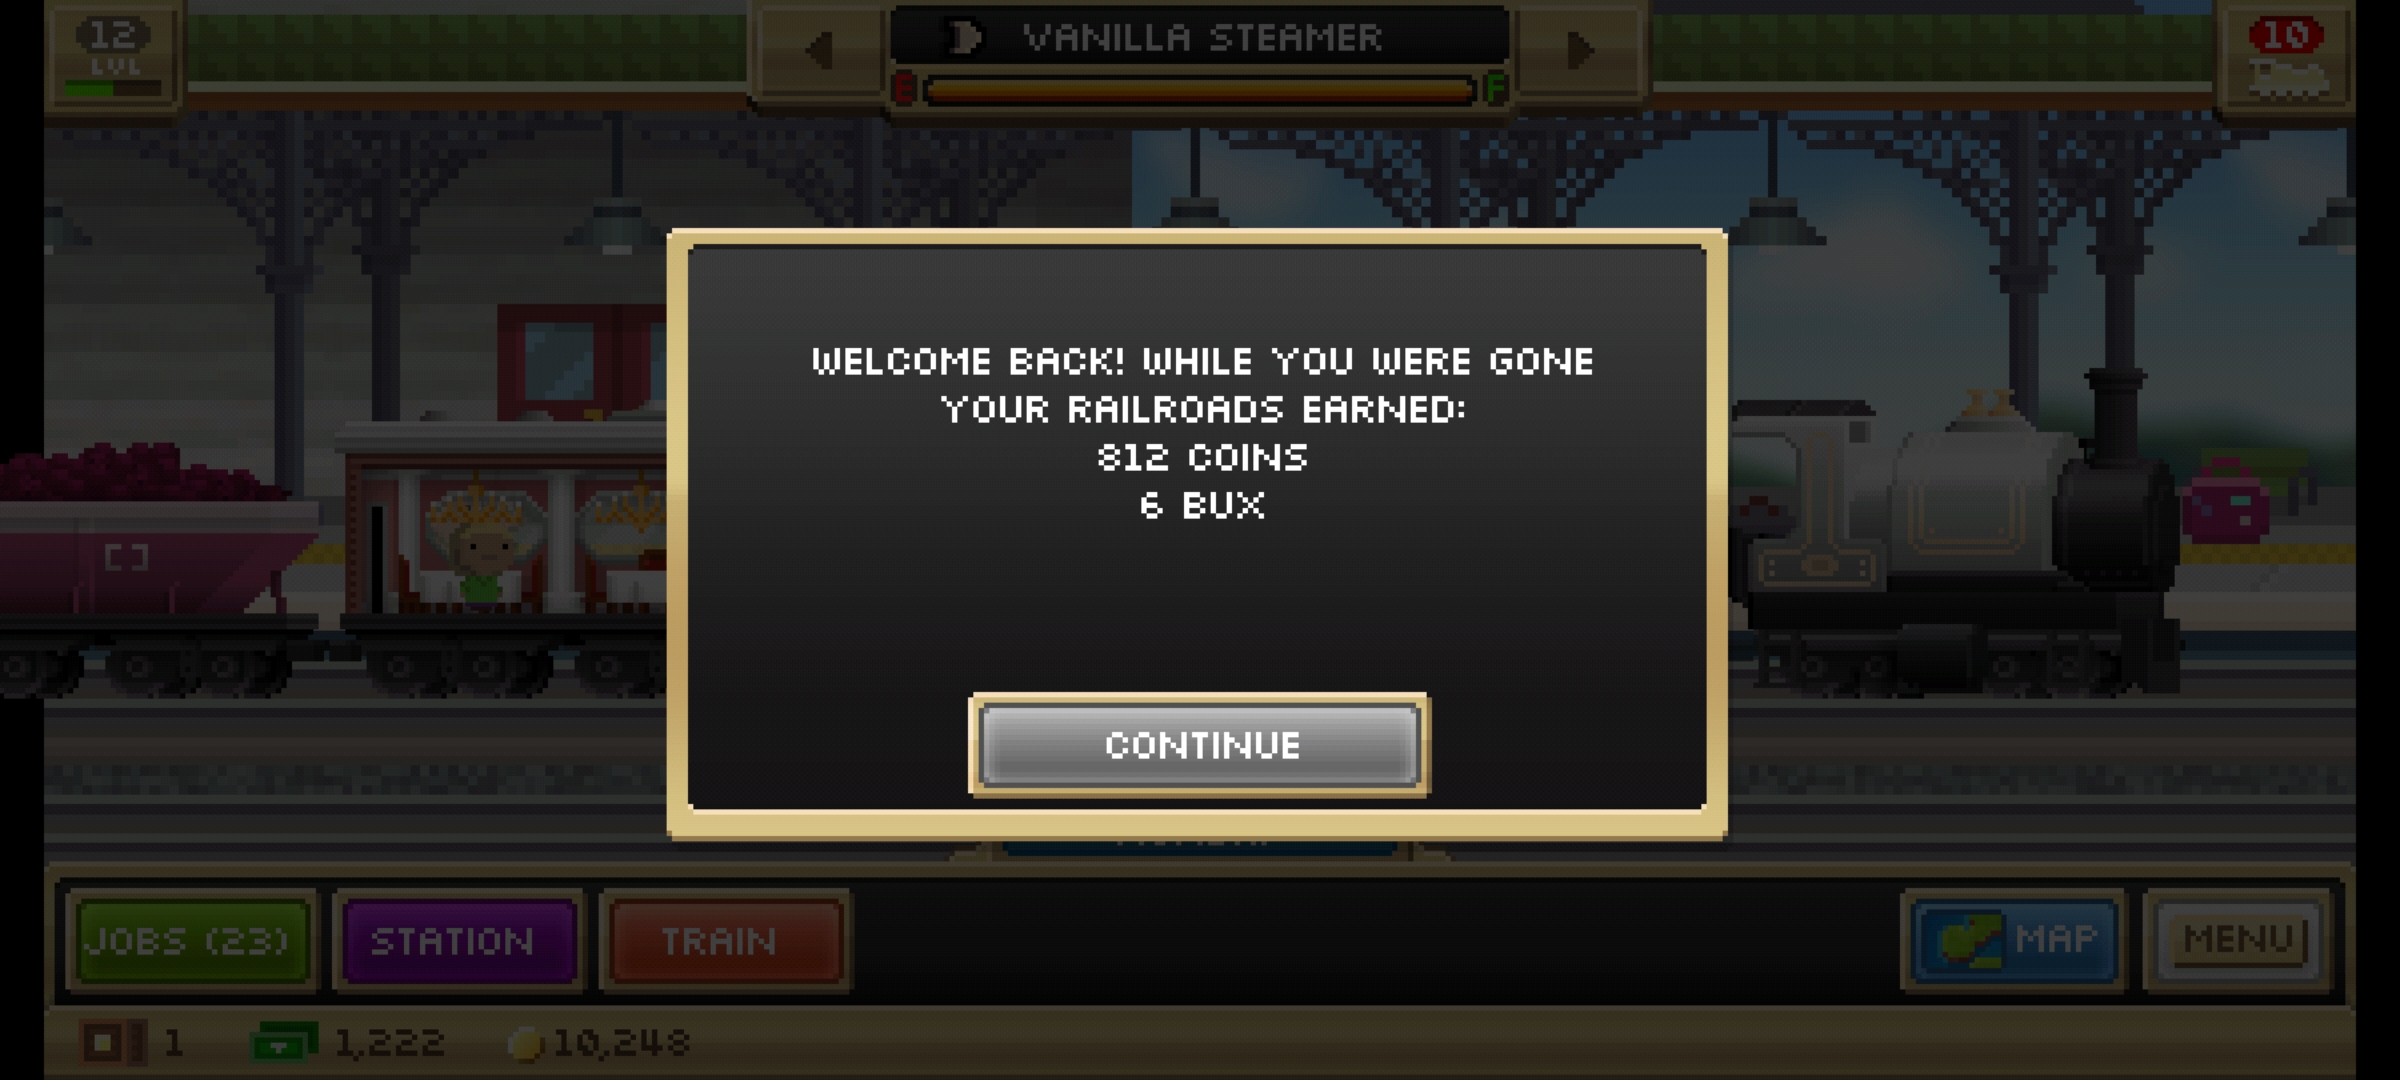 12
LVL
VANILLA STEAMER
E
F
10
WELCOME BACK! WHILE YOU WERE GONE
YOUR RAILROADS EARNED:
812 COINS
6 BUX
CONTINUE
JOBS (23)
STATION
TRAIN
MAP
MENU
1
1,222
10,248